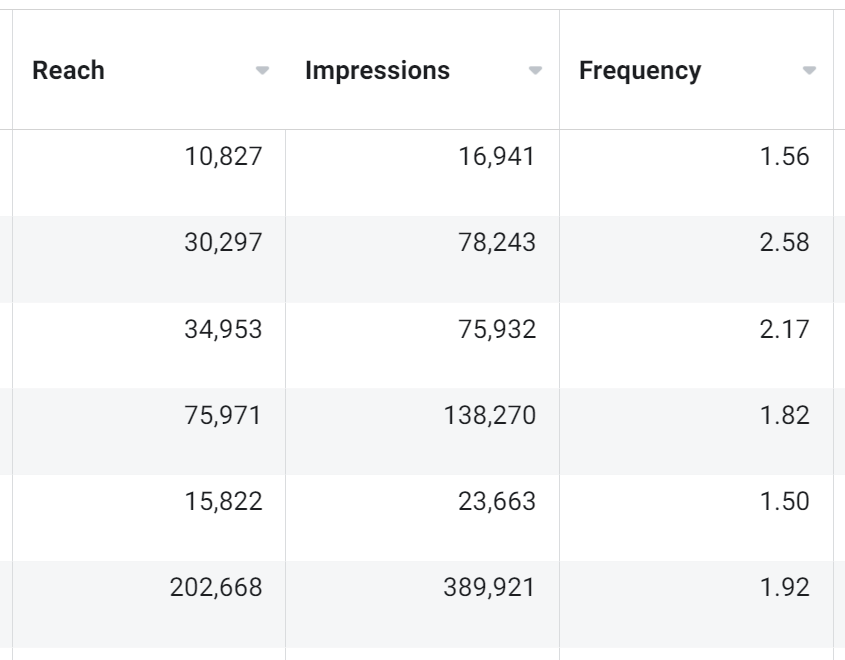 Reach Impressions Frequency
10,827 16,941 1.56
30,297 78,243 2.58
34,953 75,932 2.17
75,971 138,270 1.82
15,822 23,663 1.50
202,668 389,921 1.92